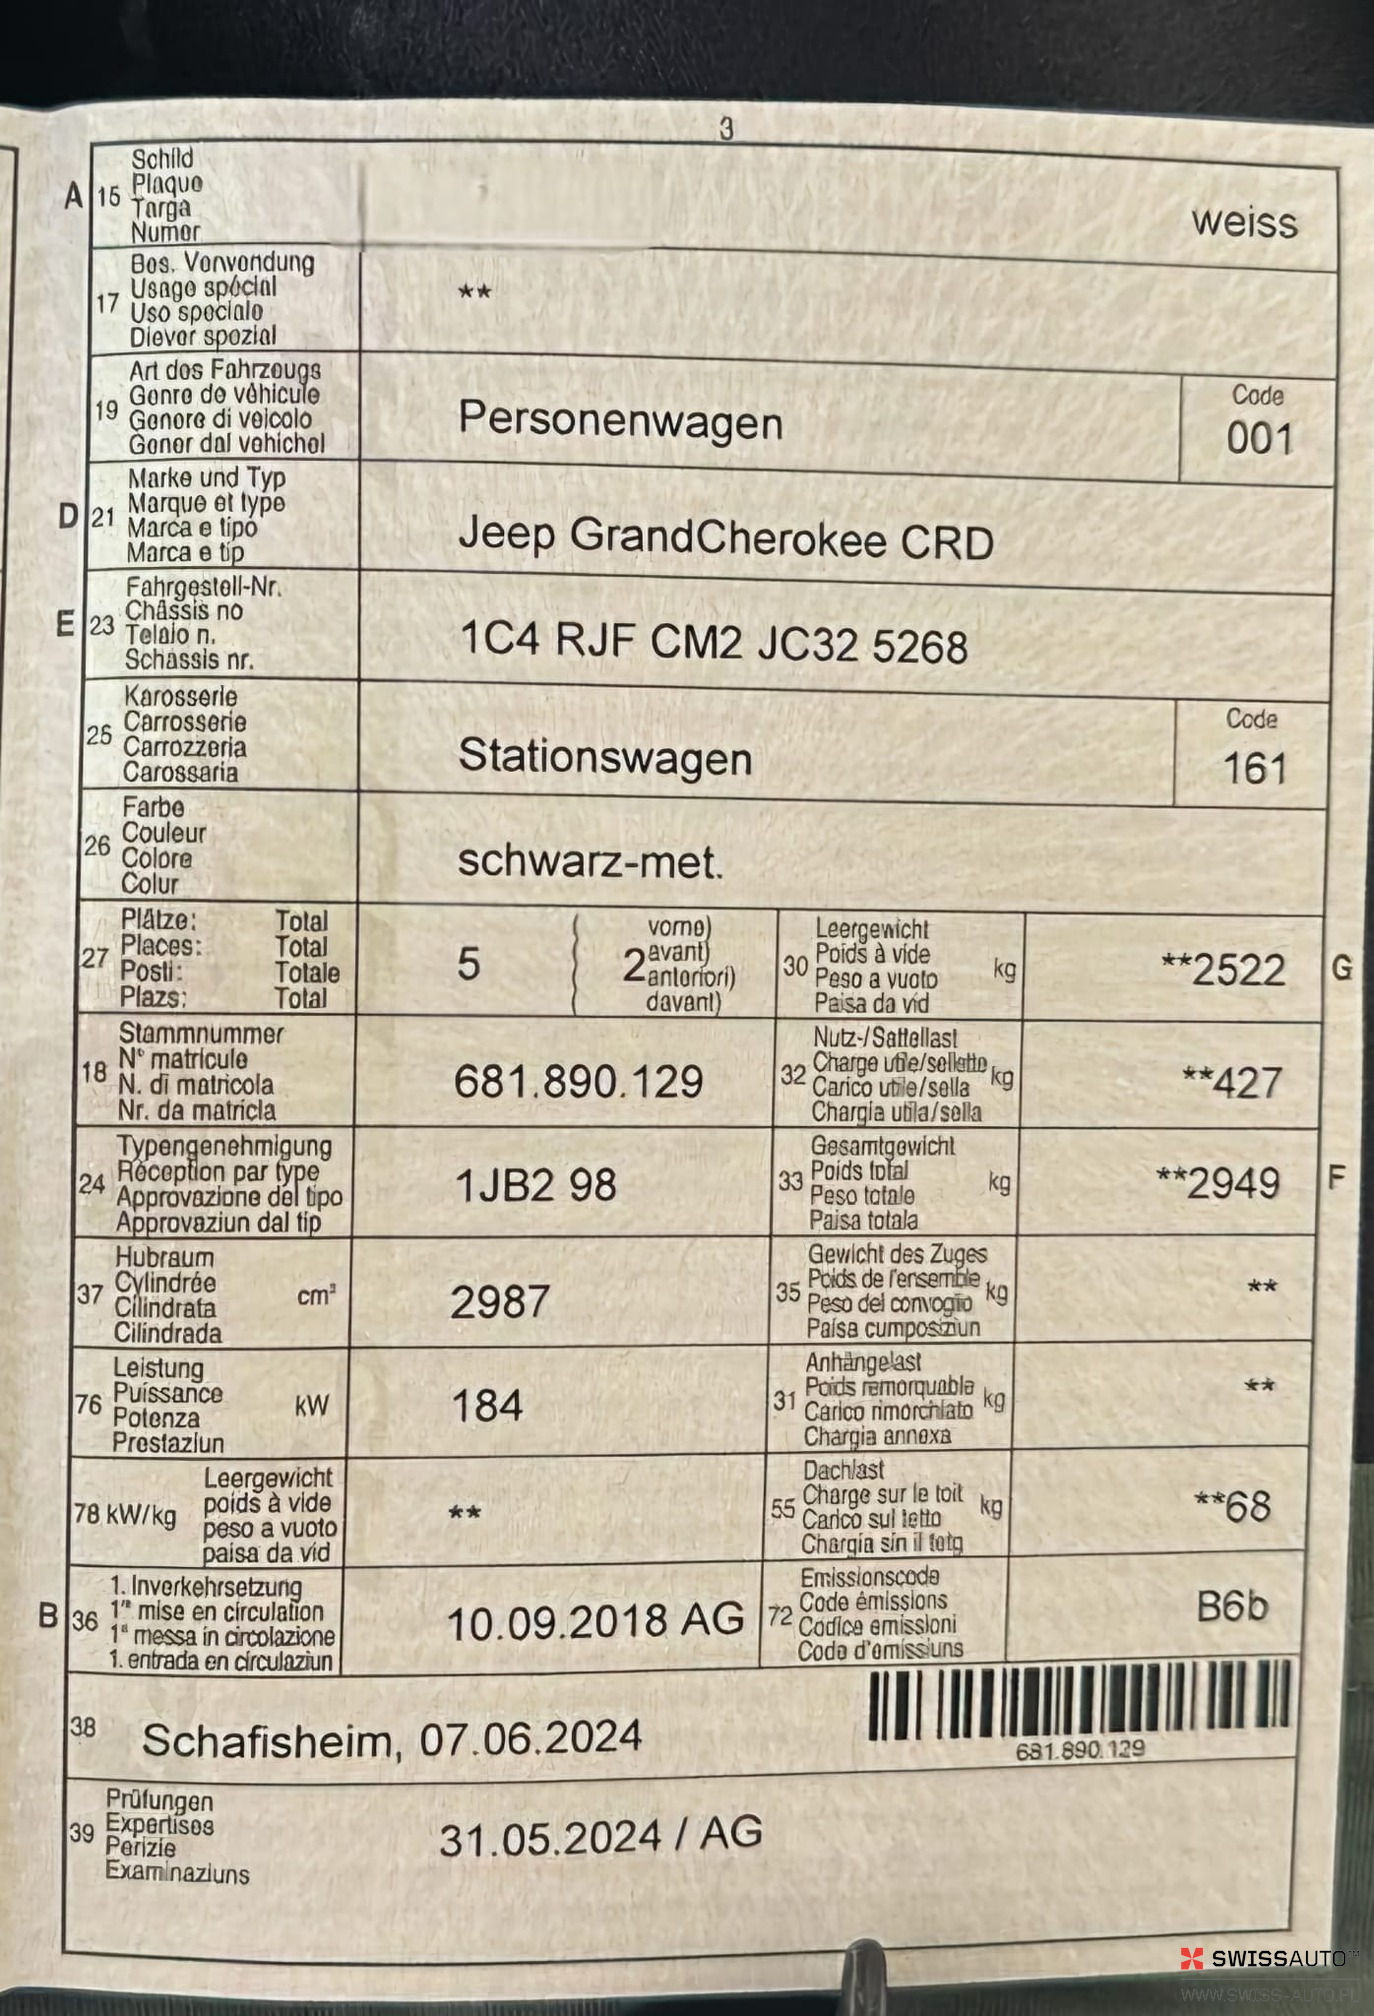 3
A 15 Schild
Plaque
Targa
Numer
weiss
17 Bes. Verwendung
Usage spécial
Uso speciale
Diever spezial
**
19 Art des Fahrzeugs
Genre de véhicule
Genere di veicolo
Gener dal vehichel
Personenwagen
Code
001
D 21 Marke und Typ
Marque et type
Marca e tipo
Marca e tip
Jeep GrandCherokee CRD
E 23 Fahrgestell-Nr.
Châssis no
Telaio n.
Schassis nr.
1C4 RJF CM2 JC32 5268
25 Karosserie
Carrosserie
Carrozzeria
Carossaria
Stationswagen
Code
161
26 Farbe
Couleur
Colore
Colur
schwarz-met.
27 Plätze: Total
Places: Total
Posti: Totale
Plazs: Total
5 ( 2 vorne)
avant)
anteriori)
davant)
30 Leergewicht
Poids à vide
Peso a vuoto
Paisa da vid
kg
**2522 G
18 Stammnummer
N° matricule
N. di matricola
Nr. da matricla
681.890.129
32 Nutz-/Sattellast
Charge utile/sellette
Carico utile/sella
Chargia utila/sella
kg
**427
24 Typengenehmigung
Réception par type
Approvazione del tipo
Approvaziun dal tip
1JB2 98
33 Gesamtgewicht
Poids total
Peso totale
Paisa totala
kg
**2949 F
37 Hubraum
Cylindrée
Cilindrata
Cilindrada
cm³
2987
35 Gewicht des Zuges
Poids de l'ensemble
Peso del convoglio
Paisa cumposiziun
kg
**
76 Leistung
Puissance
Potenza
Prestaziun
kW
184
31 Anhängelast
Poids remorquable
Carico rimorchiato
Chargia annexa
kg
**
78 kW/kg Leergewicht
poids à vide
peso a vuoto
paisa da vid
**
55 Dachlast
Charge sur le toit
Carico sul tetto
Chargia sin il tetg
kg
**68
B 36 1. Inverkehrsetzung
1re mise en circulation
1a messa in circolazione
1. entrada en circulaziun
10.09.2018 AG
72 Emissionscode
Code émissions
Codice emissioni
Code d'emissiuns
B6b
38 Schafisheim, 07.06.2024
681.890.129
39 Prüfungen
Expertises
Perizie
Examinaziuns
31.05.2024 / AG
SWISSAUTO™
WWW.SWISS-AUTO.PL